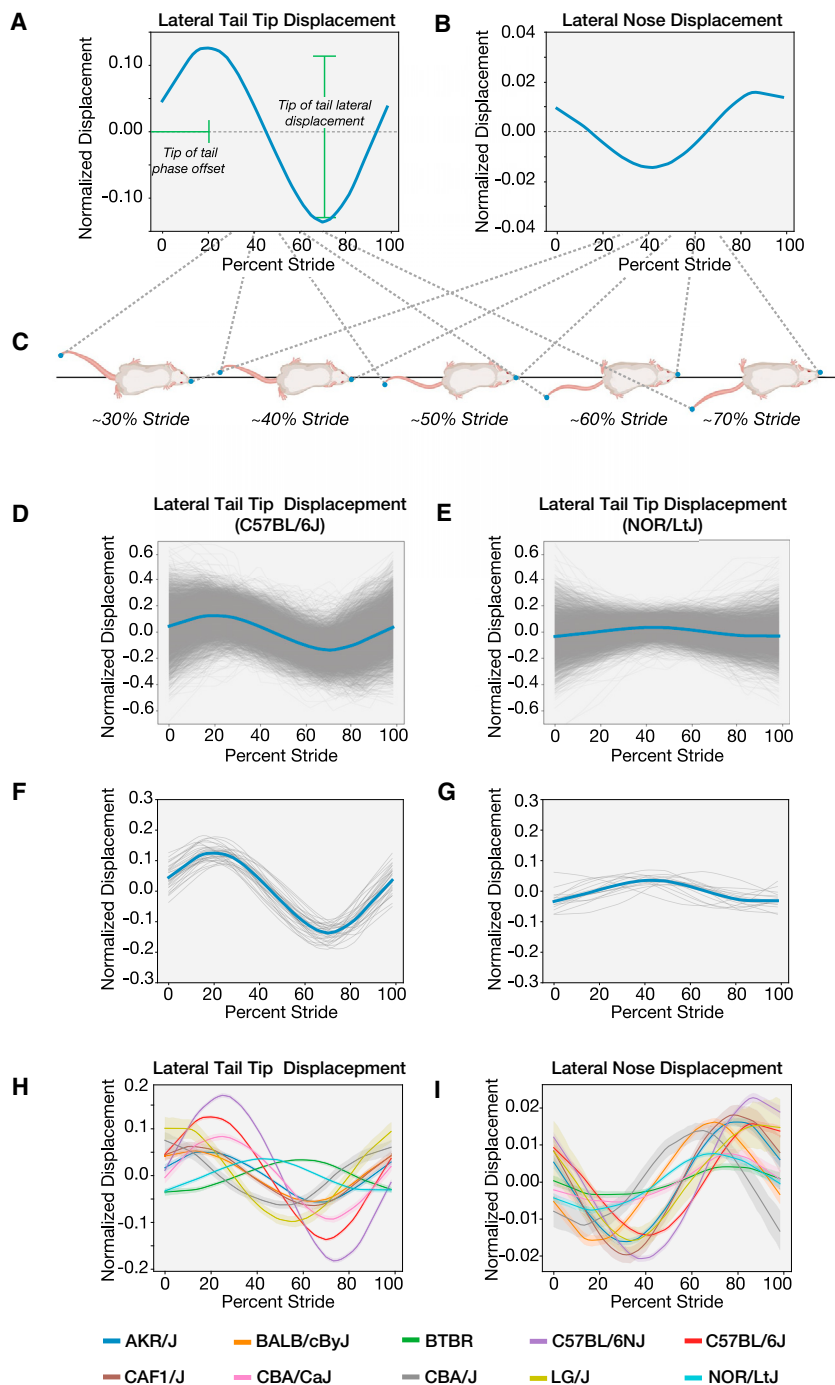 A
Lateral Tail Tip Displacement
Normalized Displacement
0.10
0.00
-0.10
Tip of tail
phase offset
Tip of tail lateral
displacement
0 20 40 60 80 100
Percent Stride
B
Lateral Nose Displacement
Normalized Displacement
0.04
0.02
0.00
-0.02
-0.04
0 20 40 60 80 100
Percent Stride
C
~30% Stride
~40% Stride
~50% Stride
~60% Stride
~70% Stride
D
Lateral Tail Tip Displacepment
(C57BL/6J)
Normalized Displacement
0.6
0.4
0.2
0.0
-0.2
-0.4
-0.6
0 20 40 60 80 100
Percent Stride
E
Lateral Tail Tip Displacepment
(NOR/LtJ)
Normalized Displacement
0.6
0.4
0.2
0.0
-0.2
-0.4
-0.6
0 20 40 60 80 100
Percent Stride
F
Normalized Displacement
0.3
0.2
0.1
0.0
-0.1
-0.2
-0.3
0 20 40 60 80 100
Percent Stride
G
Normalized Displacement
0.3
0.2
0.1
0.0
-0.1
-0.2
-0.3
0 20 40 60 80 100
Percent Stride
H
Lateral Tail Tip Displacepment
Normalized Displacement
0.2
0.1
0.0
-0.1
0.2
0 20 40 60 80 100
Percent Stride
I
Lateral Nose Displacepment
Normalized Displacement
0.02
0.01
0.00
-0.01
-0.02
0 20 40 60 80 100
Percent Stride
AKR/J BALB/cByJ BTBR C57BL/6NJ C57BL/6J
CAF1/J CBA/CaJ CBA/J LG/J NOR/LtJ